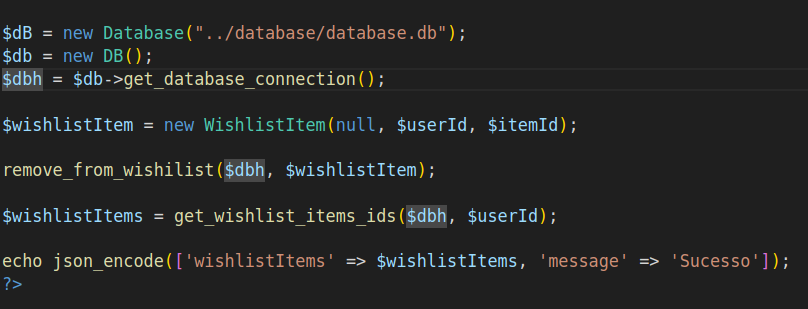 $dB = new Database("../database/database.db");
$db = new DB();
$dbh = $db->get_database_connection();
$wishlistItem = new WishlistItem(null, $userId, $itemId);
remove_from_wishilist($dbh, $wishlistItem);
$wishlistItems = get_wishlist_items_ids($dbh, $userId);
echo json_encode(['wishlistItems' => $wishlistItems, 'message' => 'Sucesso']);
?>